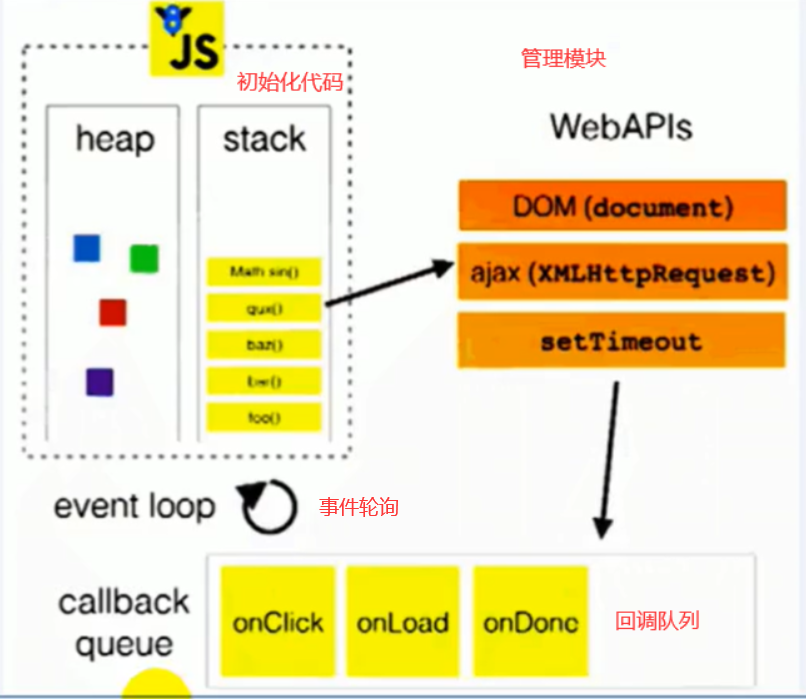 JS
初始化代码
管理模块
heap
stack
WebAPIs
Math sin()
qux()
baz()
bar()
foo()
DOM (document)
ajax (XMLHttpRequest)
setTimeout
event loop
事件轮询
callback
queue
onClick
onLoad
onDone
回调队列